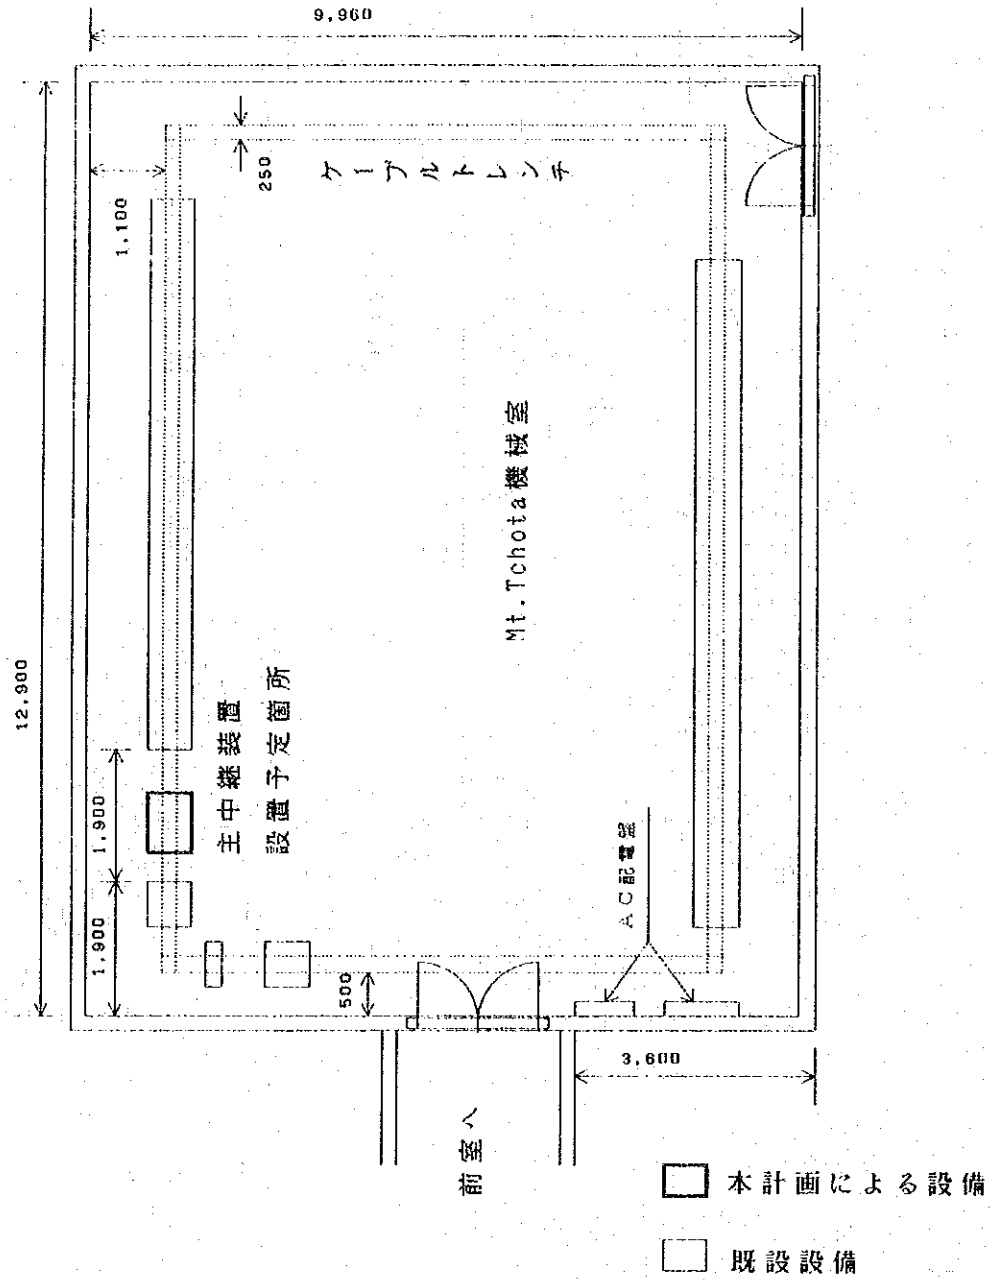 9,960
12,900
250
ケーブルトレンチ
1,100
Mt.Tchota機械室
主中継装置
設置予定箇所
1,900
1,900
500
AC配電盤
3,600
前室へ
本計画による設備
既設設備